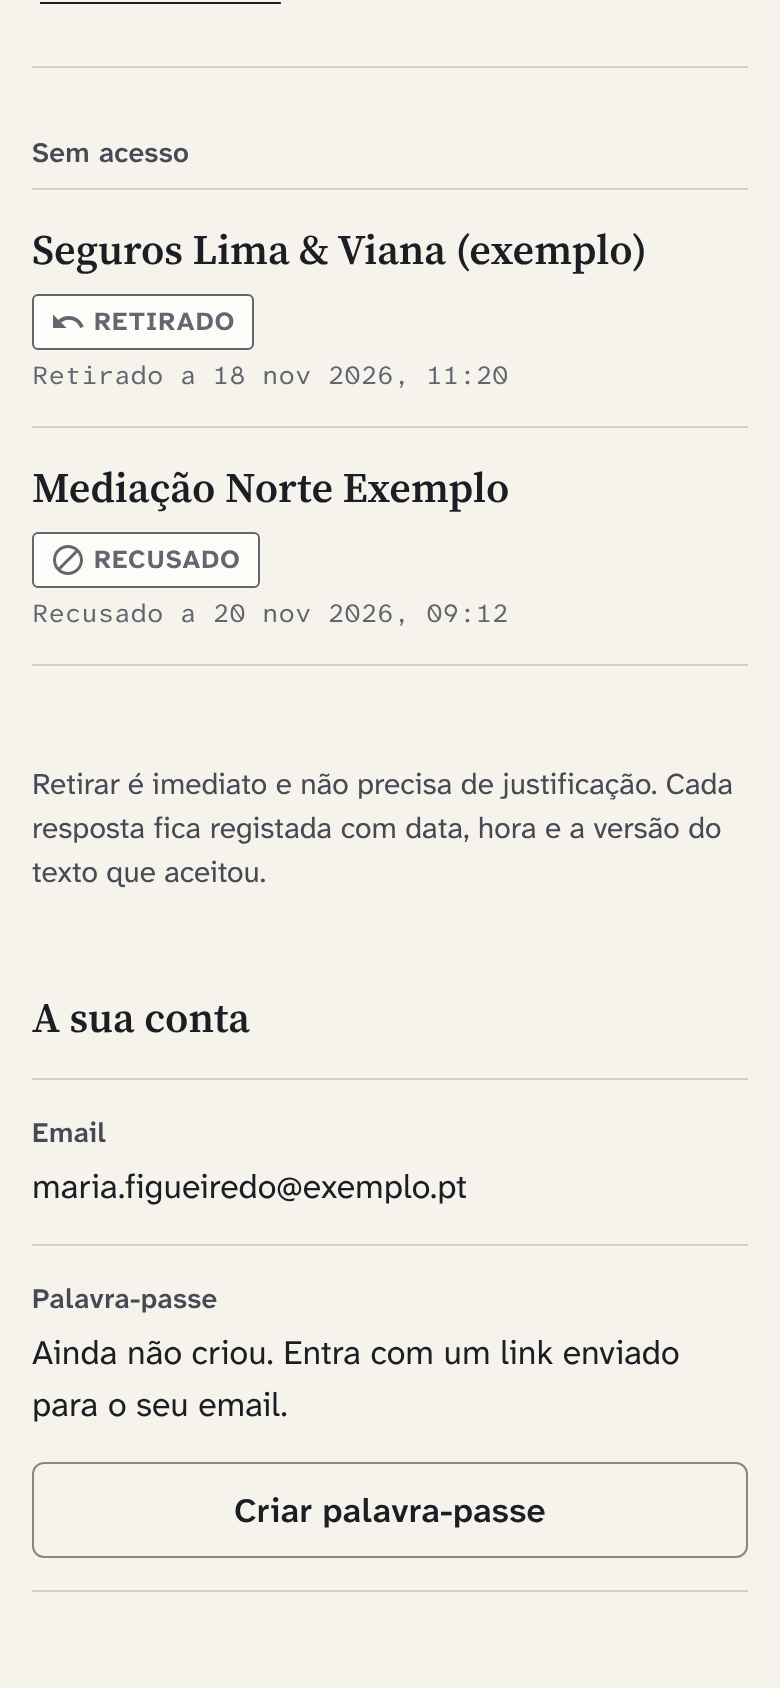 Sem acesso
Seguros Lima & Viana (exemplo)
RETIRADO
Retirado a 18 nov 2026, 11:20
Mediação Norte Exemplo
RECUSADO
Recusado a 20 nov 2026, 09:12
Retirar é imediato e não precisa de justificação. Cada
resposta fica registada com data, hora e a versão do
texto que aceitou.
A sua conta
Email
maria.figueiredo@exemplo.pt
Palavra-passe
Ainda não criou. Entra com um link enviado
para o seu email.
Criar palavra-passe